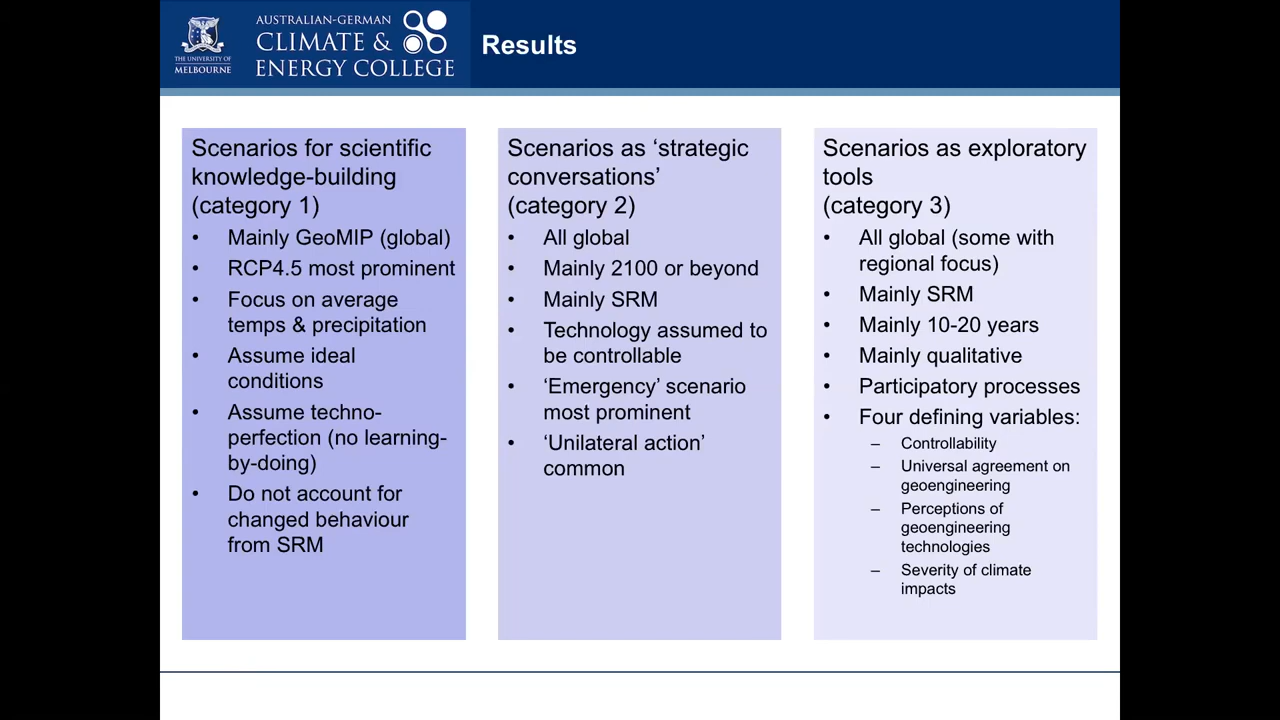 THE UNIVERSITY OF
MELBOURNE
AUSTRALIAN-GERMAN
CLIMATE &
ENERGY COLLEGE
Results
Scenarios for scientific
knowledge-building
(category 1)
• Mainly GeoMIP (global)
• RCP4.5 most prominent
• Focus on average
temps & precipitation
• Assume ideal
conditions
• Assume techno-
perfection (no learning-
by-doing)
• Do not account for
changed behaviour
from SRM
Scenarios as ‘strategic
conversations’
(category 2)
• All global
• Mainly 2100 or beyond
• Mainly SRM
• Technology assumed to
be controllable
• ‘Emergency’ scenario
most prominent
• ‘Unilateral action’
common
Scenarios as exploratory
tools
(category 3)
• All global (some with
regional focus)
• Mainly SRM
• Mainly 10-20 years
• Mainly qualitative
• Participatory processes
• Four defining variables:
– Controllability
– Universal agreement on
geoengineering
– Perceptions of
geoengineering
technologies
– Severity of climate
impacts